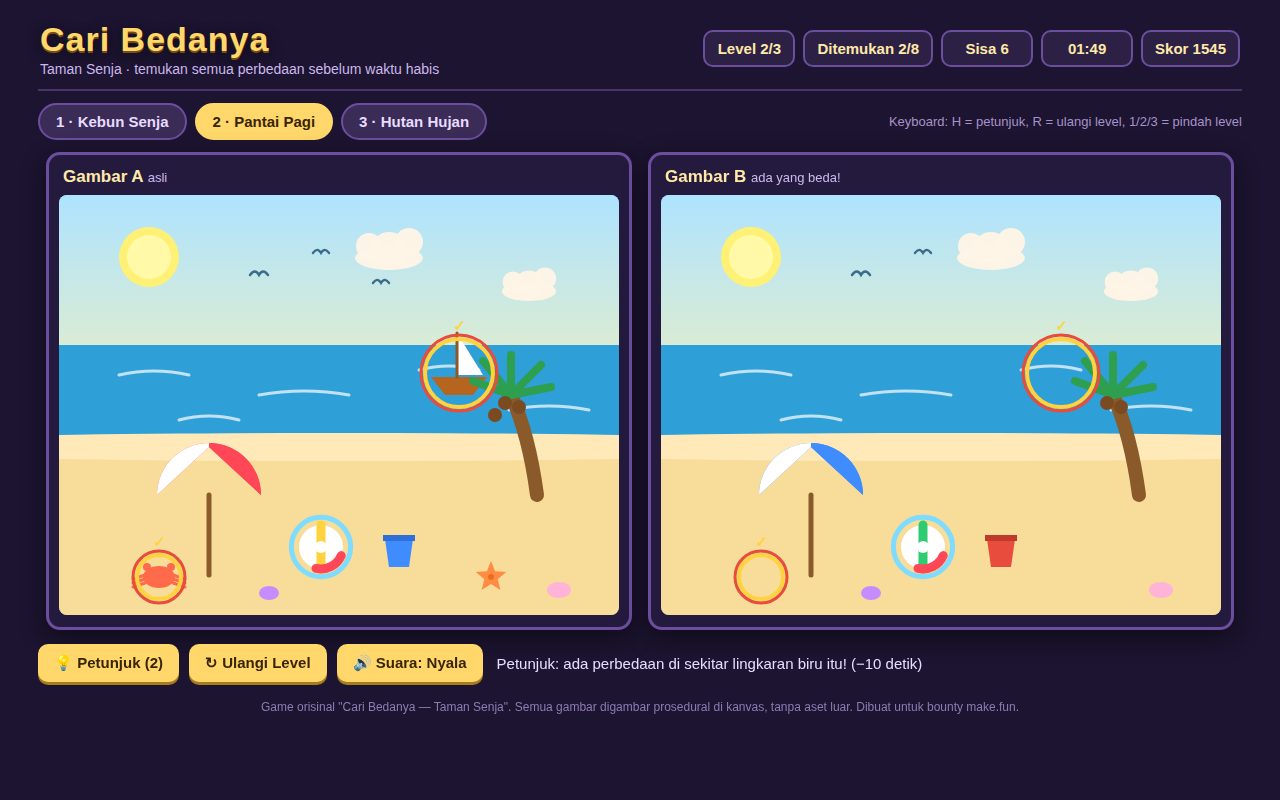 Cari Bedanya
Taman Senja · temukan semua perbedaan sebelum waktu habis
Level 2/3
Ditemukan 2/8
Sisa 6
01:49
Skor 1545
1 · Kebun Senja
2 · Pantai Pagi
3 · Hutan Hujan
Keyboard: H = petunjuk, R = ulangi level, 1/2/3 = pindah level
Gambar A asli
Gambar B ada yang beda!
💡 Petunjuk (2)
↻ Ulangi Level
🔊 Suara: Nyala
Petunjuk: ada perbedaan di sekitar lingkaran biru itu! (−10 detik)
Game orisinal "Cari Bedanya — Taman Senja". Semua gambar digambar prosedural di kanvas, tanpa aset luar. Dibuat untuk bounty make.fun.